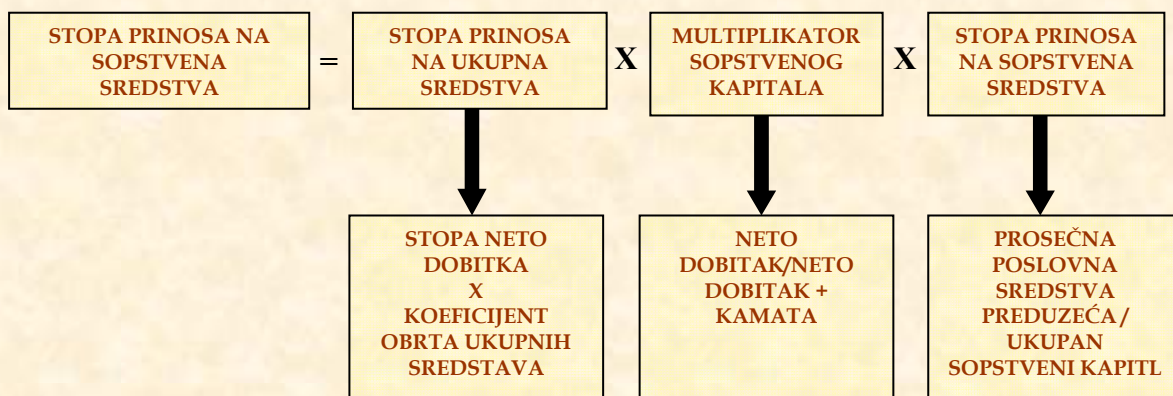 STOPA PRINOSA NA
SOPSTVENA
SREDSTVA
=
STOPA PRINOSA
NA UKUPNA
SREDSTVA
X
MULTIPLIKATOR
SOPSTVENOG
KAPITALA
X
STOPA PRINOSA
NA SOPSTVENA
SREDSTVA
STOPA NETO
DOBITKA
X
KOEFICIJENT
OBRTA UKUPNIH
SREDSTAVA
NETO
DOBITAK/NETO
DOBITAK +
KAMATA
PROSEČNA
POSLOVNA
SREDSTVA
PREDUZEĆA /
UKUPAN
SOPSTVENI KAPITL